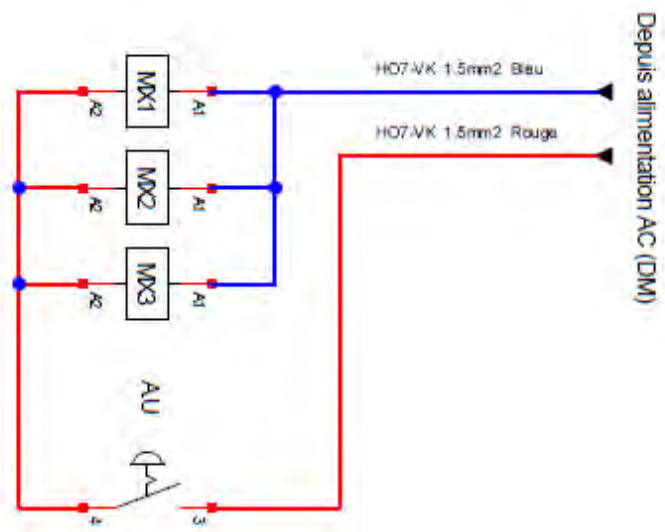 Depuis alimentation AC (DM)
HO7-VK 1.5mm2 Bleu
HO7-VK 1.5mm2 Rouge
A2 MX1 A1
A2 MX2 A1
A2 MX3 A1
AU
4 3